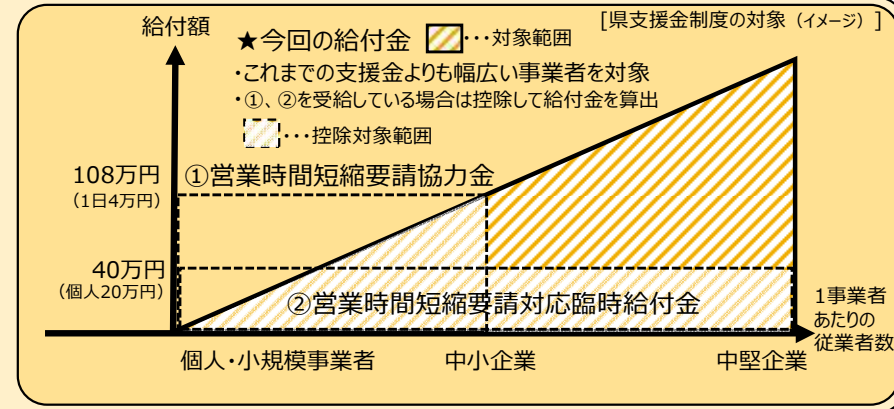 [県支援金制度の対象（イメージ）]
給付額
★今回の給付金 ･･･対象範囲
・これまでの支援金よりも幅広い事業者を対象
・①、②を受給している場合は控除して給付金を算出
･･･控除対象範囲
108万円
（1日4万円）
①営業時間短縮要請協力金
40万円
（個人20万円）
②営業時間短縮要請対応臨時給付金
1事業者
あたりの
従業者数
個人・小規模事業者 中小企業 中堅企業